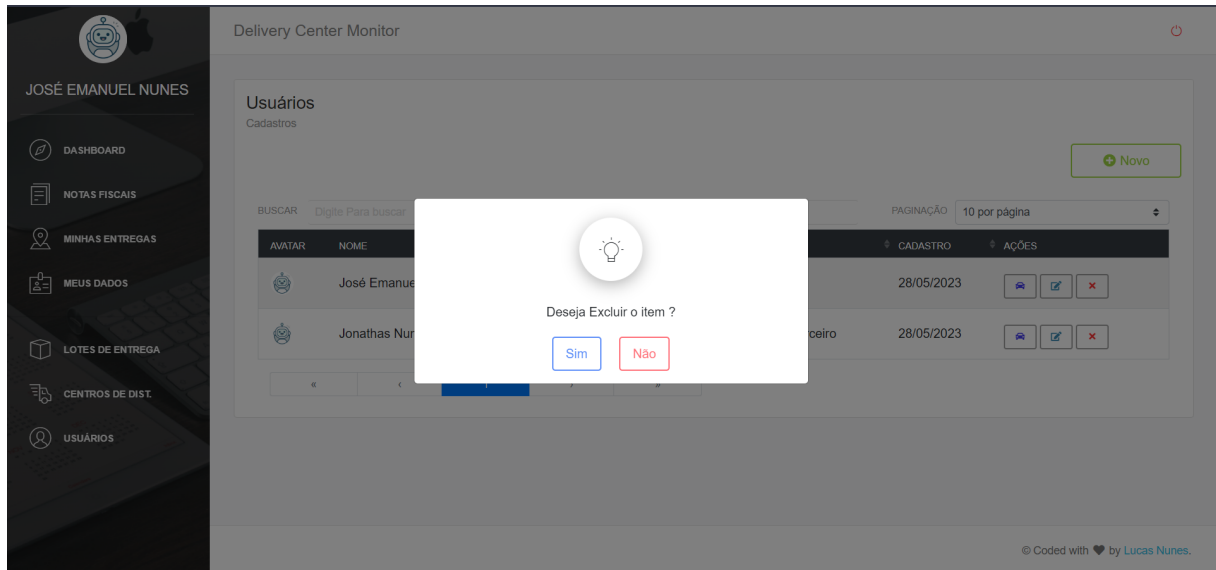 Delivery Center Monitor
JOSÉ EMANUEL NUNES
DASHBOARD
NOTAS FISCAIS
MINHAS ENTREGAS
MEUS DADOS
LOTES DE ENTREGA
CENTROS DE DIST.
USUÁRIOS
Usuários
Cadastros
Novo
BUSCAR Digite Para buscar PAGINAÇÃO 10 por página
AVATAR NOME CADASTRO AÇÕES
José Emanue 28/05/2023
Jonathas Nur rceiro 28/05/2023
« ‹ 1 › »
Deseja Excluir o item ?
Sim Não
© Coded with ♥ by Lucas Nunes.